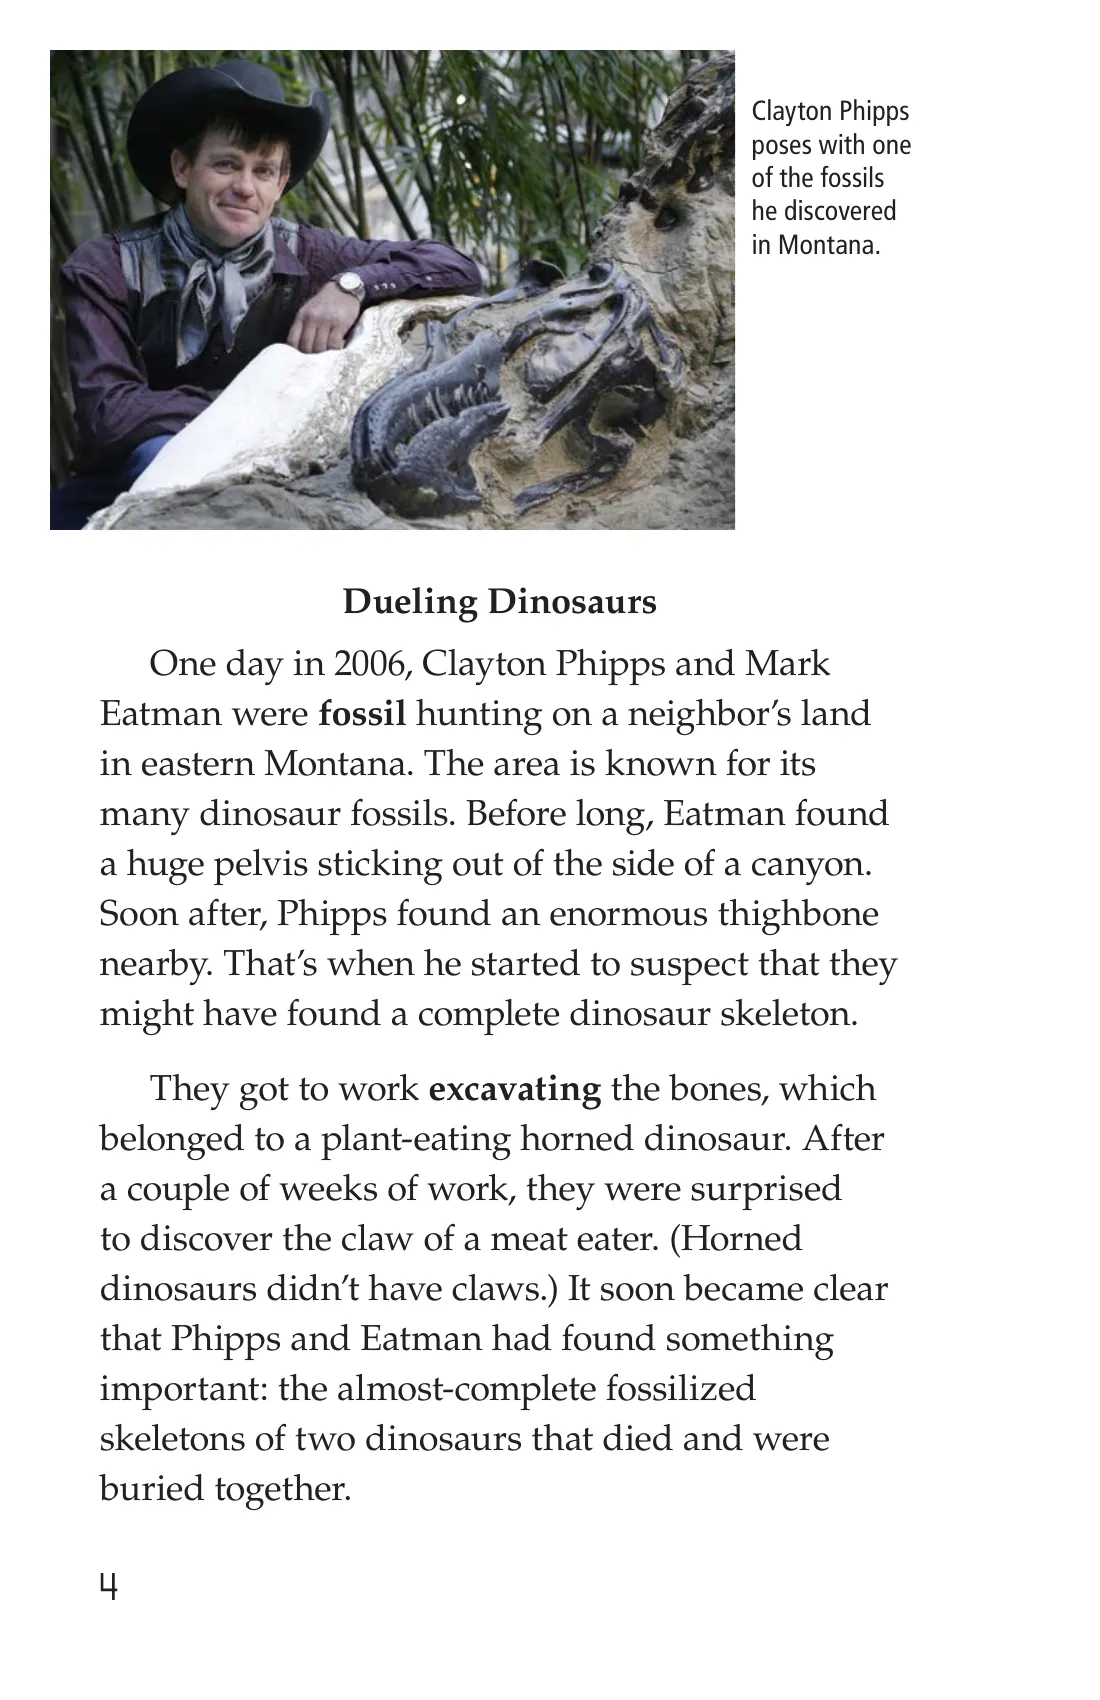 Clayton Phipps
poses with one
of the fossils
he discovered
in Montana.
Dueling Dinosaurs
One day in 2006, Clayton Phipps and Mark
Eatman were fossil hunting on a neighbor’s land
in eastern Montana. The area is known for its
many dinosaur fossils. Before long, Eatman found
a huge pelvis sticking out of the side of a canyon.
Soon after, Phipps found an enormous thighbone
nearby. That’s when he started to suspect that they
might have found a complete dinosaur skeleton.
They got to work excavating the bones, which
belonged to a plant-eating horned dinosaur. After
a couple of weeks of work, they were surprised
to discover the claw of a meat eater. (Horned
dinosaurs didn’t have claws.) It soon became clear
that Phipps and Eatman had found something
important: the almost-complete fossilized
skeletons of two dinosaurs that died and were
buried together.
4